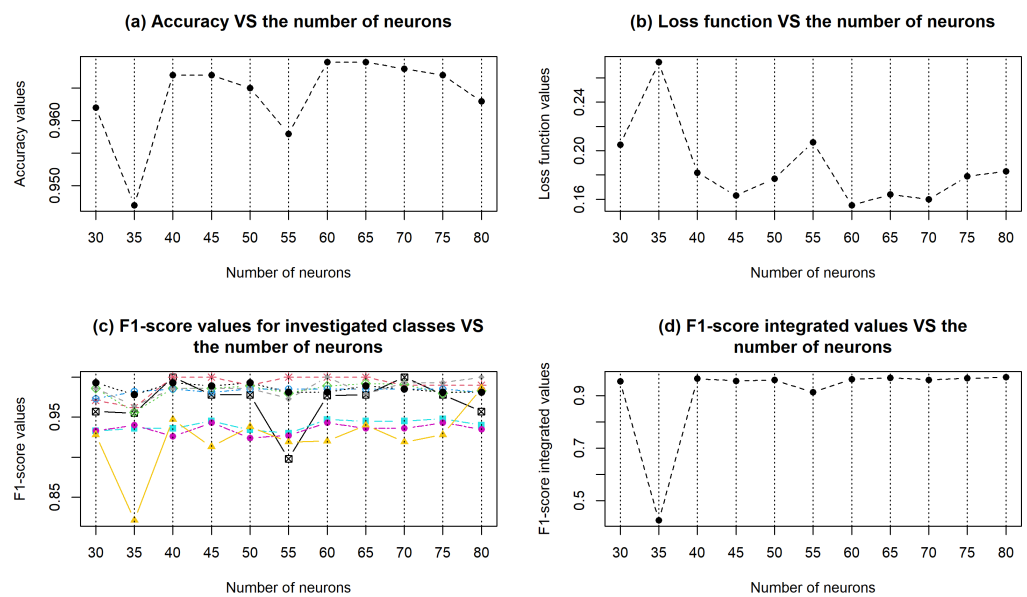 (a) Accuracy VS the number of neurons
Accuracy values
0.950 0.960
30 35 40 45 50 55 60 65 70 75 80
Number of neurons
(b) Loss function VS the number of neurons
Loss function values
0.16 0.20 0.24
30 35 40 45 50 55 60 65 70 75 80
Number of neurons
(c) F1-score values for investigated classes VS
the number of neurons
F1-score values
0.85 0.95
30 35 40 45 50 55 60 65 70 75 80
Number of neurons
(d) F1-score integrated values VS the
number of neurons
F1-score integrated values
0.5 0.7 0.9
30 35 40 45 50 55 60 65 70 75 80
Number of neurons